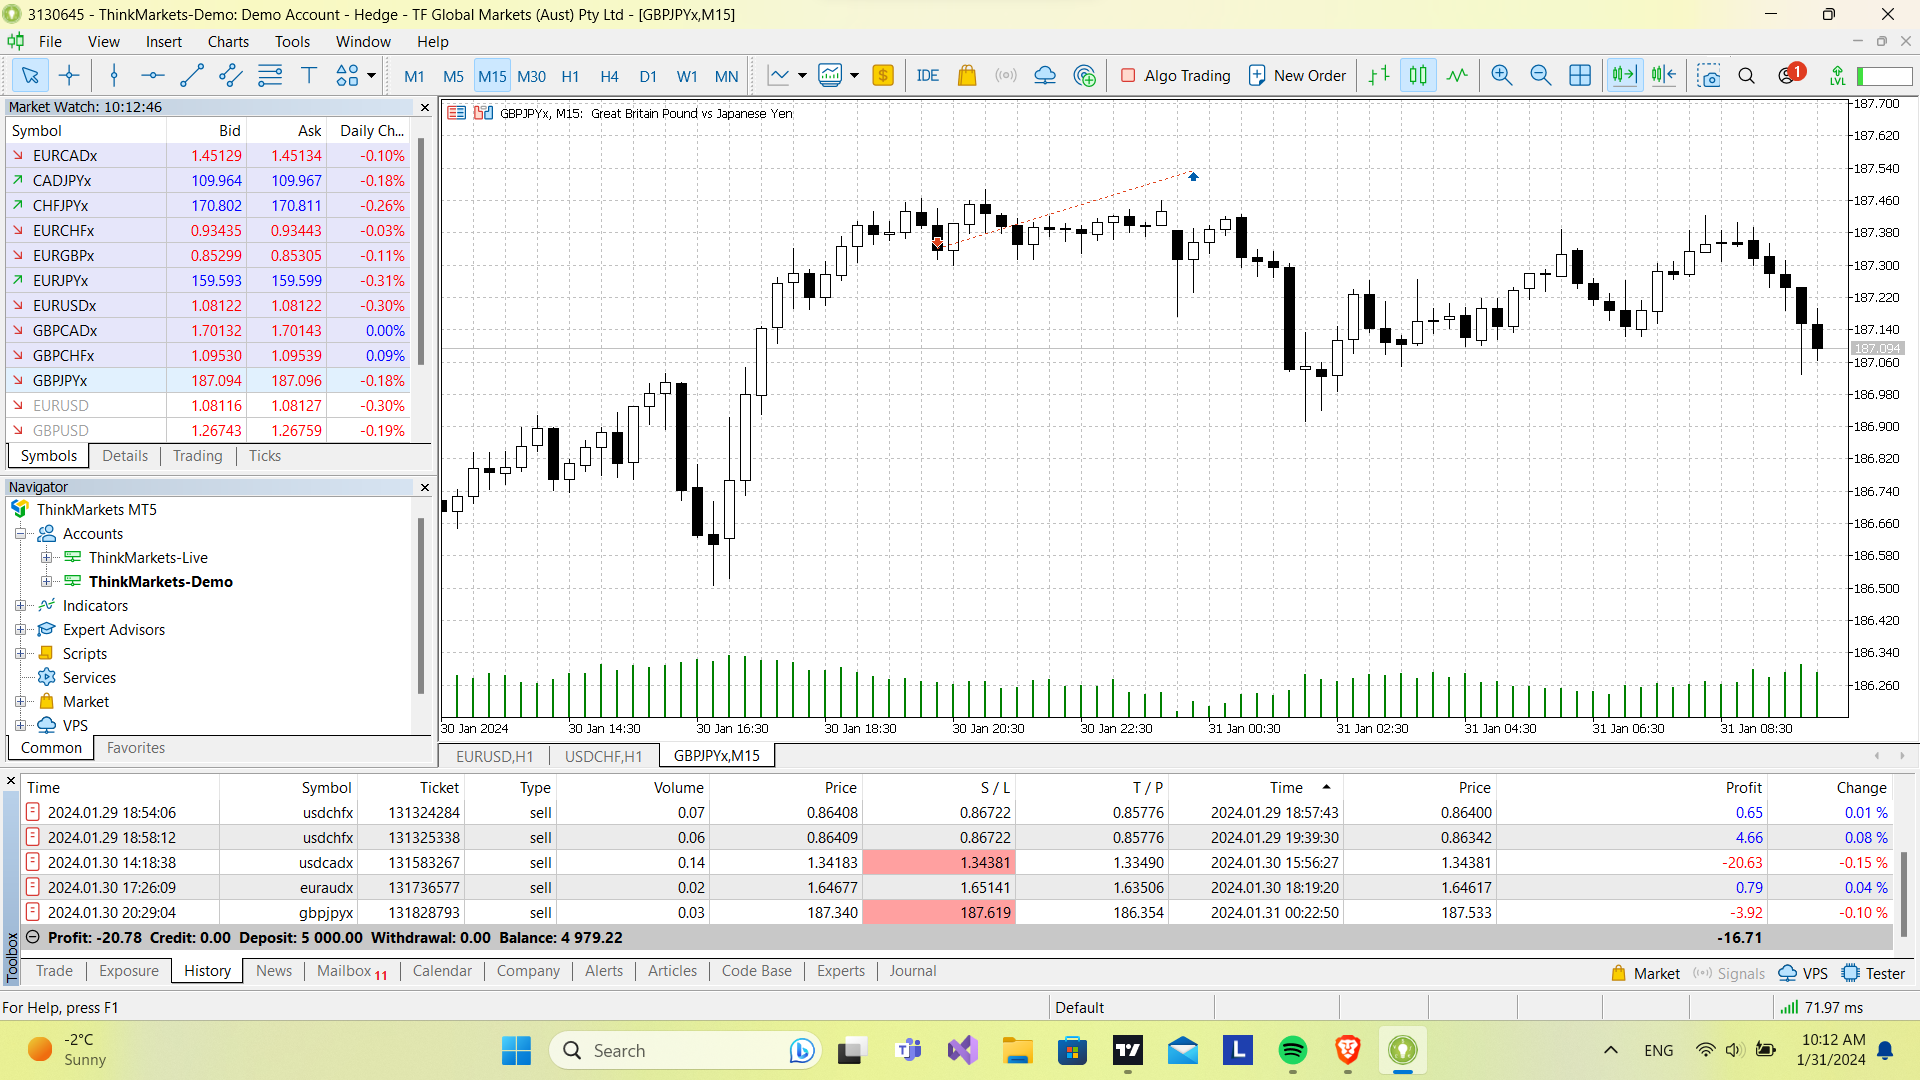 3130645 - ThinkMarkets-Demo: Demo Account - Hedge - TF Global Markets (Aust) Pty Ltd - [GBPJPYx,M15]
File View Insert Charts Tools Window Help
M1 M5 M15 M30 H1 H4 D1 W1 MN IDE Algo Trading New Order 1 LVL
Market Watch: 10:12:46
Symbol Bid Ask Daily Ch...
EURCADx 1.45129 1.45134 -0.10%
CADJPYx 109.964 109.967 -0.18%
CHFJPYx 170.802 170.811 -0.26%
EURCHFx 0.93435 0.93443 -0.03%
EURGBPx 0.85299 0.85305 -0.11%
EURJPYx 159.593 159.599 -0.31%
EURUSDx 1.08122 1.08122 -0.30%
GBPCADx 1.70132 1.70143 0.00%
GBPCHFx 1.09530 1.09539 0.09%
GBPJPYx 187.094 187.096 -0.18%
EURUSD 1.08116 1.08127 -0.30%
GBPUSD 1.26743 1.26759 -0.19%
Symbols Details Trading Ticks
Navigator
ThinkMarkets MT5
Accounts
ThinkMarkets-Live
ThinkMarkets-Demo
Indicators
Expert Advisors
Scripts
Services
Market
VPS
Common Favorites
GBPJPYx, M15: Great Britain Pound vs Japanese Yen
187.700
187.620
187.540
187.460
187.380
187.300
187.220
187.140
187.094
187.060
186.980
186.900
186.820
186.740
186.660
186.580
186.500
186.420
186.340
186.260
30 Jan 2024 30 Jan 14:30 30 Jan 16:30 30 Jan 18:30 30 Jan 20:30 30 Jan 22:30 31 Jan 00:30 31 Jan 02:30 31 Jan 04:30 31 Jan 06:30 31 Jan 08:30
EURUSD,H1 USDCHF,H1 GBPJPYx,M15
Time Symbol Ticket Type Volume Price S / L T / P Time Price Profit Change
2024.01.29 18:54:06 usdchfx 131324284 sell 0.07 0.86408 0.86722 0.85776 2024.01.29 18:57:43 0.86400 0.65 0.01 %
2024.01.29 18:58:12 usdchfx 131325338 sell 0.06 0.86409 0.86722 0.85776 2024.01.29 19:39:30 0.86342 4.66 0.08 %
2024.01.30 14:18:38 usdcadx 131583267 sell 0.14 1.34183 1.34381 1.33490 2024.01.30 15:56:27 1.34381 -20.63 -0.15 %
2024.01.30 17:26:09 euraudx 131736577 sell 0.02 1.64677 1.65141 1.63506 2024.01.30 18:19:20 1.64617 0.79 0.04 %
2024.01.30 20:29:04 gbpjpyx 131828793 sell 0.03 187.340 187.619 186.354 2024.01.31 00:22:50 187.533 -3.92 -0.10 %
Profit: -20.78 Credit: 0.00 Deposit: 5 000.00 Withdrawal: 0.00 Balance: 4 979.22 -16.71
Toolbox
Trade Exposure History News Mailbox 11 Calendar Company Alerts Articles Code Base Experts Journal Market Signals VPS Tester
For Help, press F1 Default 71.97 ms
-2°C
Sunny
Search
L
ENG
10:12 AM
1/31/2024